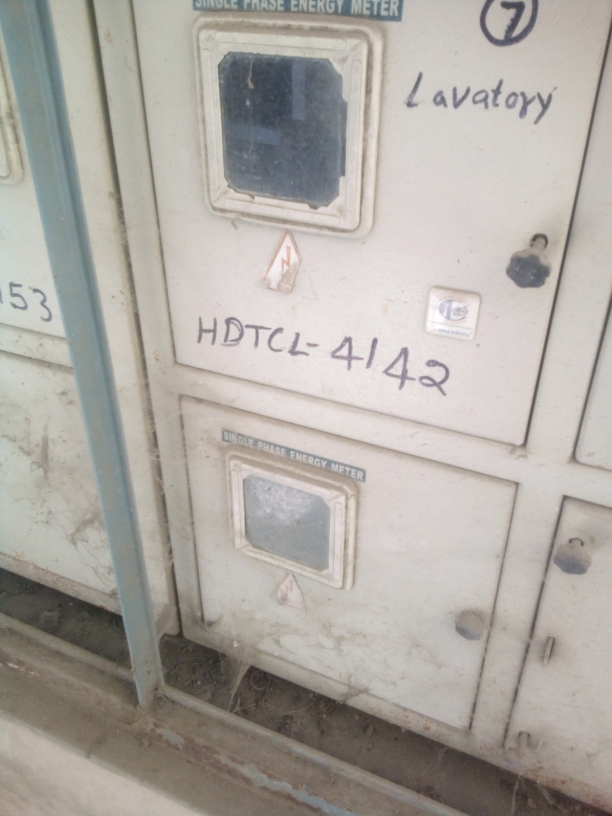 SINGLE PHASE ENERGY METER
7
Lavatory
153
HDTCL-4142
SINGLE PHASE ENERGY METER